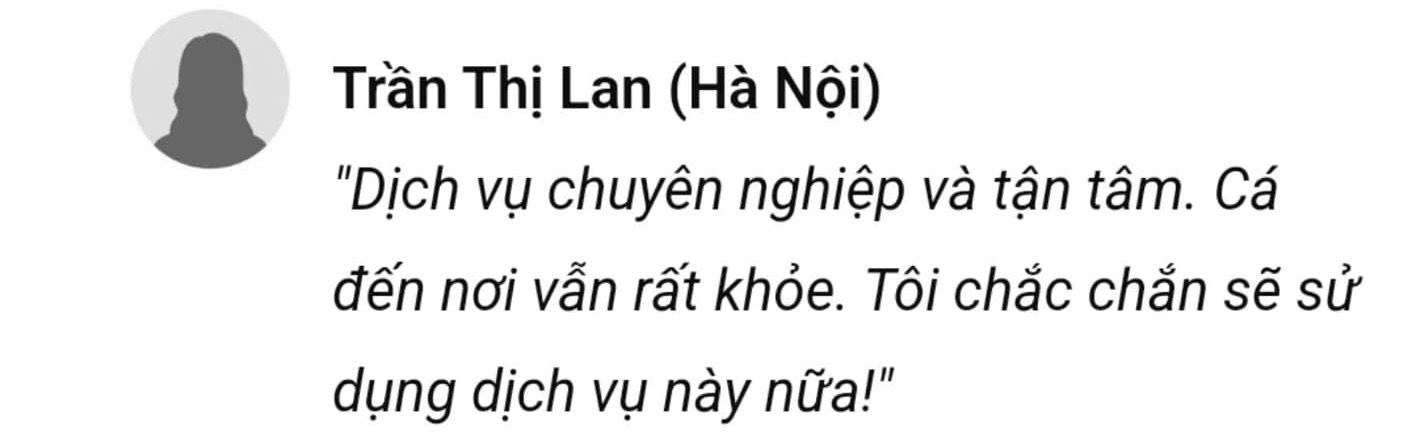 Trần Thị Lan (Hà Nội)
"Dịch vụ chuyên nghiệp và tận tâm. Cá
đến nơi vẫn rất khỏe. Tôi chắc chắn sẽ sử
dụng dịch vụ này nữa!"